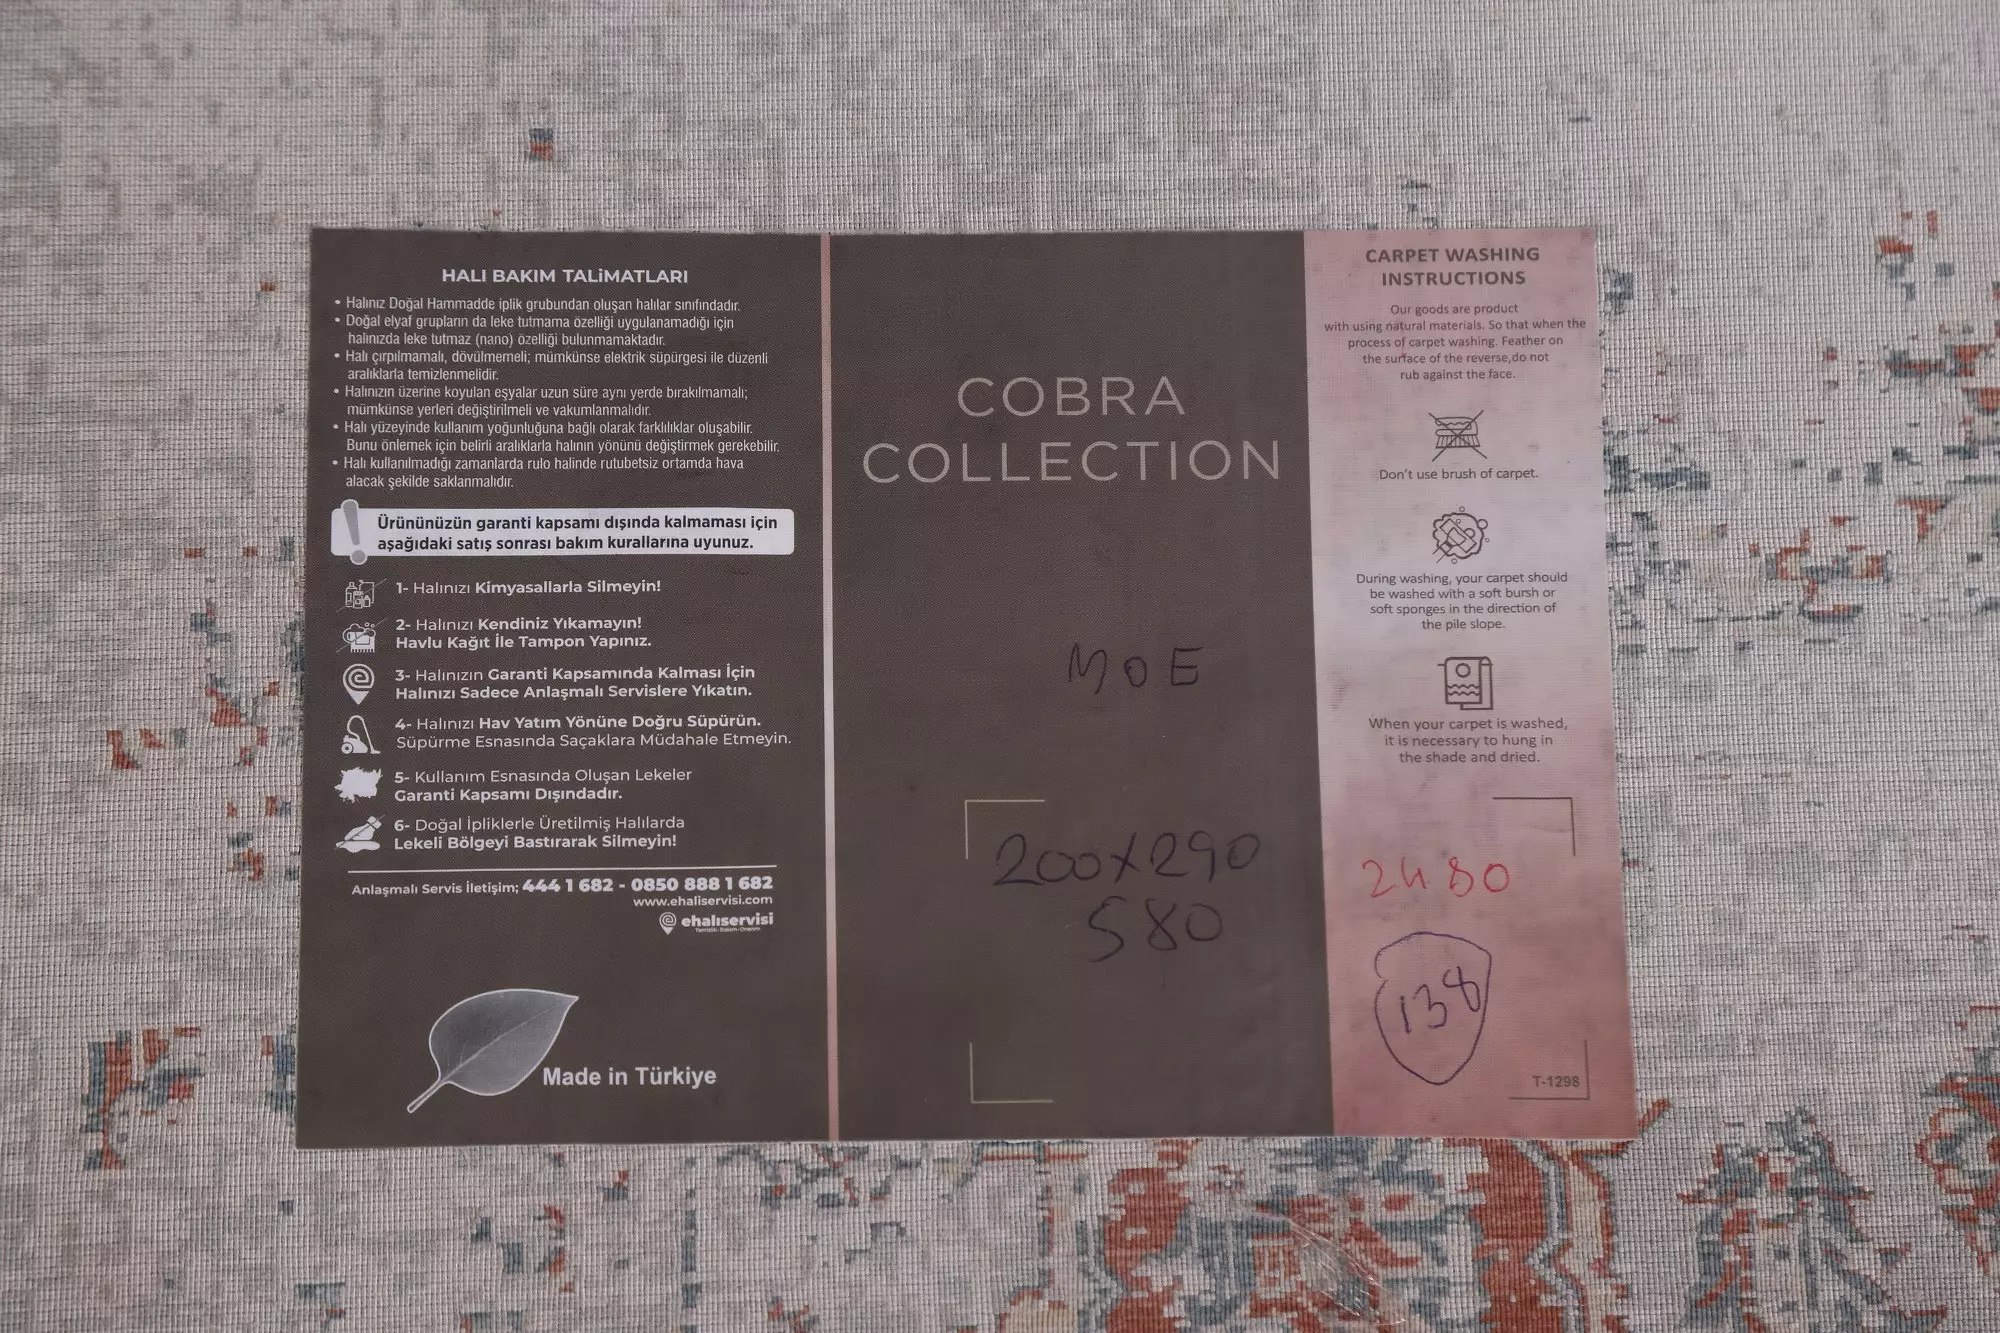 HALI BAKIM TALİMATLARI
• Halınız Doğal Hammadde iplik grubundan oluşan halılar sınıfındadır.
• Doğal elyaf grupların da leke tutmama özelliği uygulanamadığı için
halınızda leke tutmaz (nano) özelliği bulunmamaktadır.
• Halı çırpılmamalı, dövülmemeli; mümkünse elektrik süpürgesi ile düzenli
aralıklarla temizlenmelidir.
• Halınızın üzerine koyulan eşyalar uzun süre aynı yerde bırakılmamalı;
mümkünse yerleri değiştirilmeli ve vakumlanmalıdır.
• Halı yüzeyinde kullanım yoğunluğuna bağlı olarak farklılıklar oluşabilir.
Bunu önlemek için belirli aralıklarla halının yönünü değiştirmek gerekebilir.
• Halı kullanılmadığı zamanlarda rulo halinde rutubetsiz ortamda hava
alacak şekilde saklanmalıdır.
Ürününüzün garanti kapsamı dışında kalmaması için
aşağıdaki satış sonrası bakım kurallarına uyunuz.
1- Halınızı Kimyasallarla Silmeyin!
2- Halınızı Kendiniz Yıkamayın!
Havlu Kağıt İle Tampon Yapınız.
3- Halınızın Garanti Kapsamında Kalması İçin
Halınızı Sadece Anlaşmalı Servislere Yıkatın.
4- Halınızı Hav Yatım Yönüne Doğru Süpürün.
Süpürme Esnasında Saçaklara Müdahale Etmeyin.
5- Kullanım Esnasında Oluşan Lekeler
Garanti Kapsamı Dışındadır.
6- Doğal İpliklerle Üretilmiş Halılarda
Lekeli Bölgeyi Bastırarak Silmeyin!
Anlaşmalı Servis İletişim; 444 1 682 - 0850 888 1 682
www.ehaliservisi.com
ehalıservisi
Temizlik-Bakım-Onarım
Made in Türkiye
COBRA
COLLECTION
MOE
200x290
580
CARPET WASHING
INSTRUCTIONS
Our goods are product
with using natural materials. So that when the
process of carpet washing. Feather on
the surface of the reverse,do not
rub against the face.
Don't use brush of carpet.
During washing, your carpet should
be washed with a soft bursh or
soft sponges in the direction of
the pile slope.
When your carpet is washed,
it is necessary to hung in
the shade and dried.
2480
138
T-1298